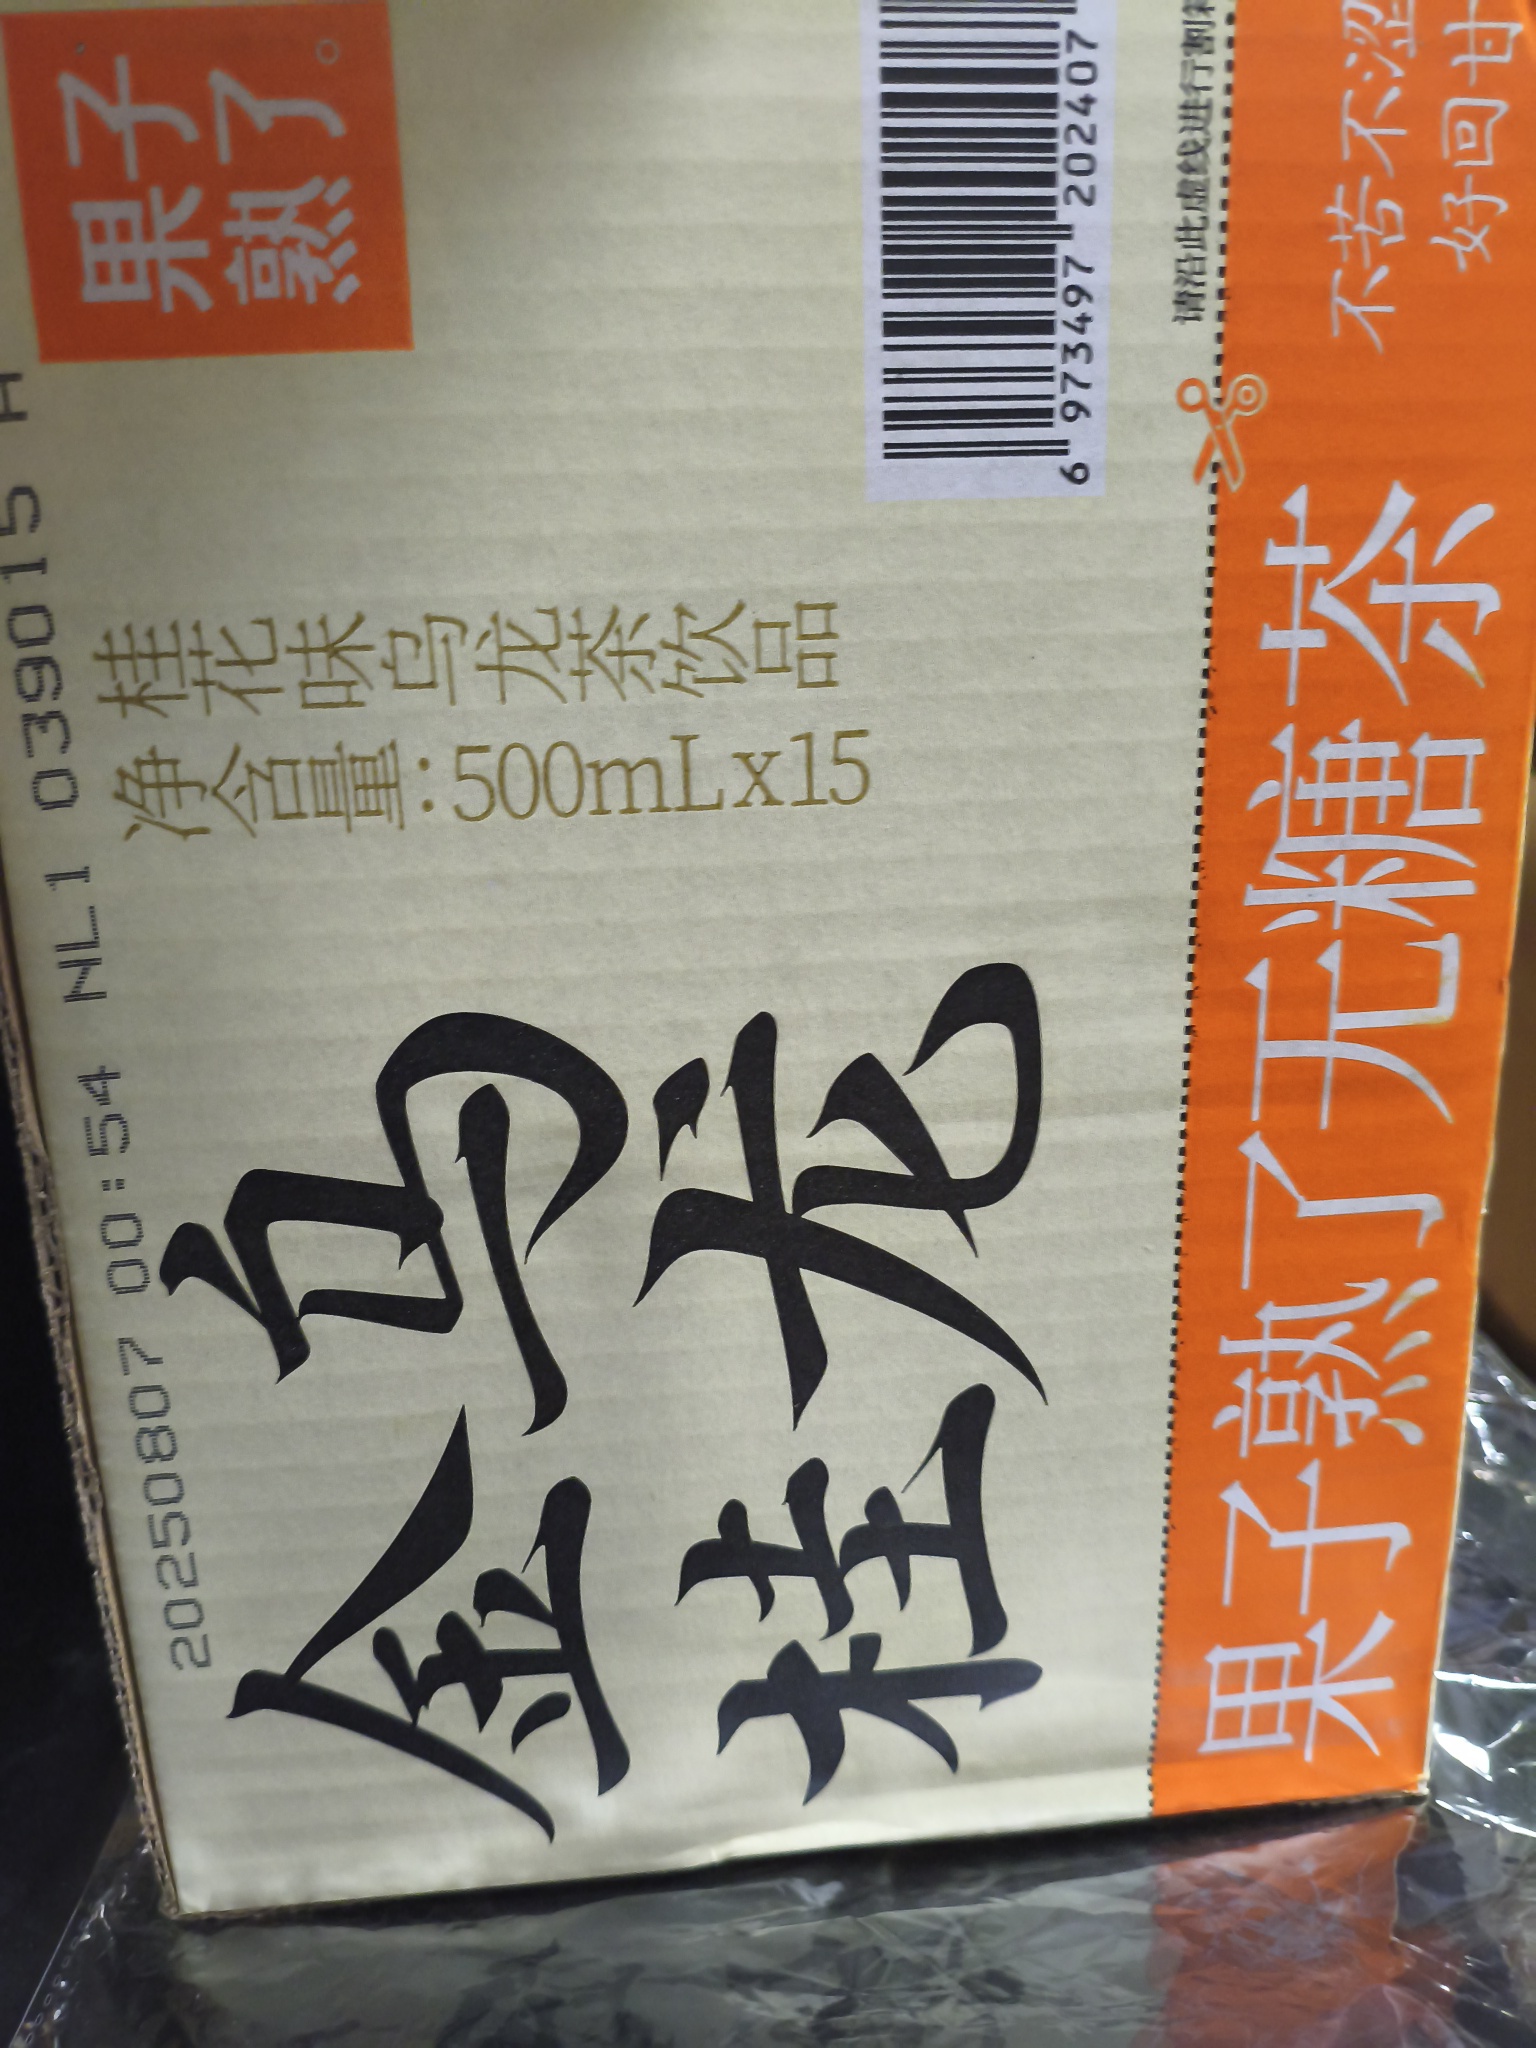 20250807 00:54 NL1 039015 H
果子
熟了。
金桂
乌龙
桂花味乌龙茶饮品
净含量:500mLx15
6 973497 202407
请沿此虚线进行割箱
果子熟了无糖茶
不苦不涩
好回甘